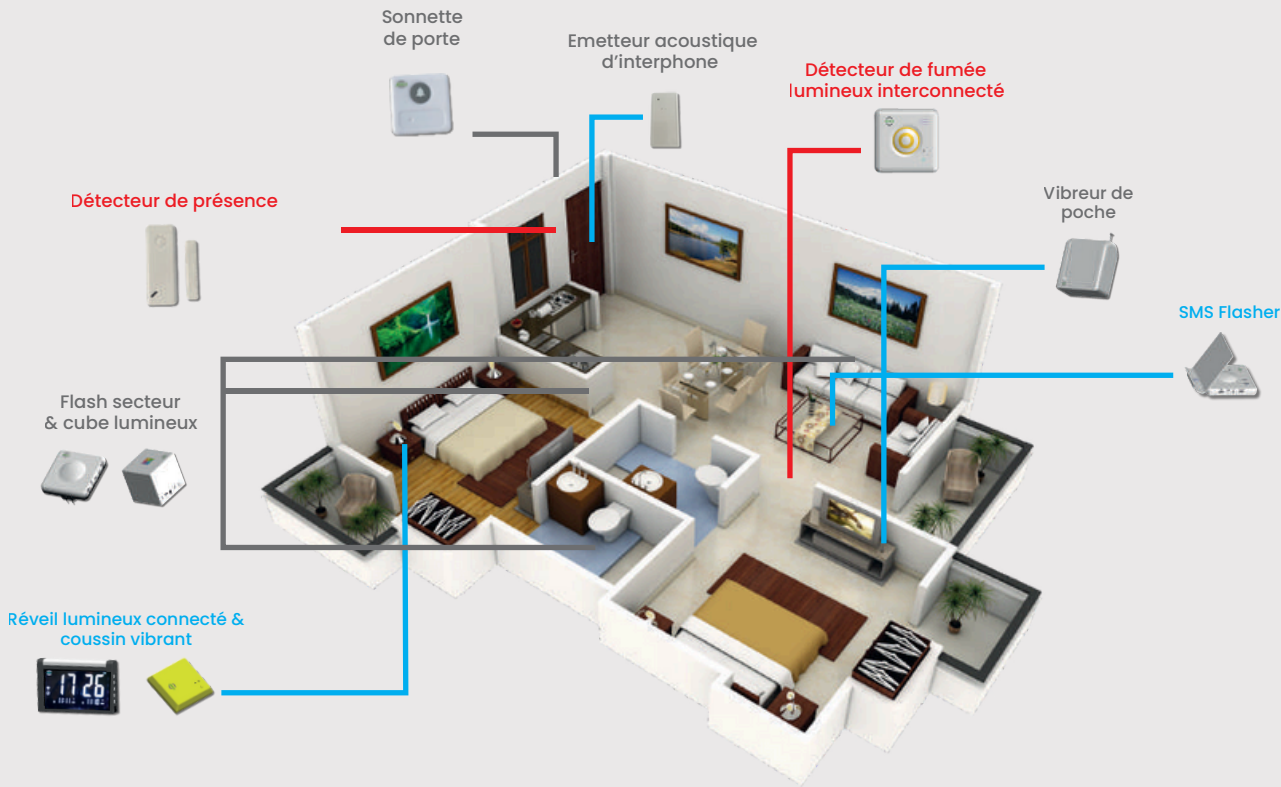 Sonnette
de porte
Emetteur acoustique
d'interphone
Détecteur de fumée
lumineux interconnecté
Détecteur de présence
Vibreur de
poche
SMS Flasher
Flash secteur
& cube lumineux
Réveil lumineux connecté &
coussin vibrant
17 26